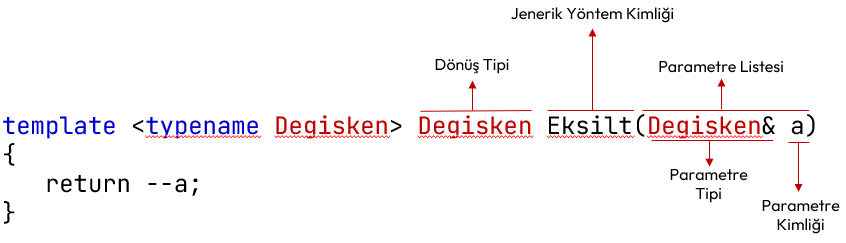 Jenerik Yöntem Kimliği
Dönüş Tipi
Parametre Listesi
template <typename Degisken> Degisken Eksilt(Degisken& a)
{
return --a;
}
Parametre
Tipi
Parametre
Kimliği